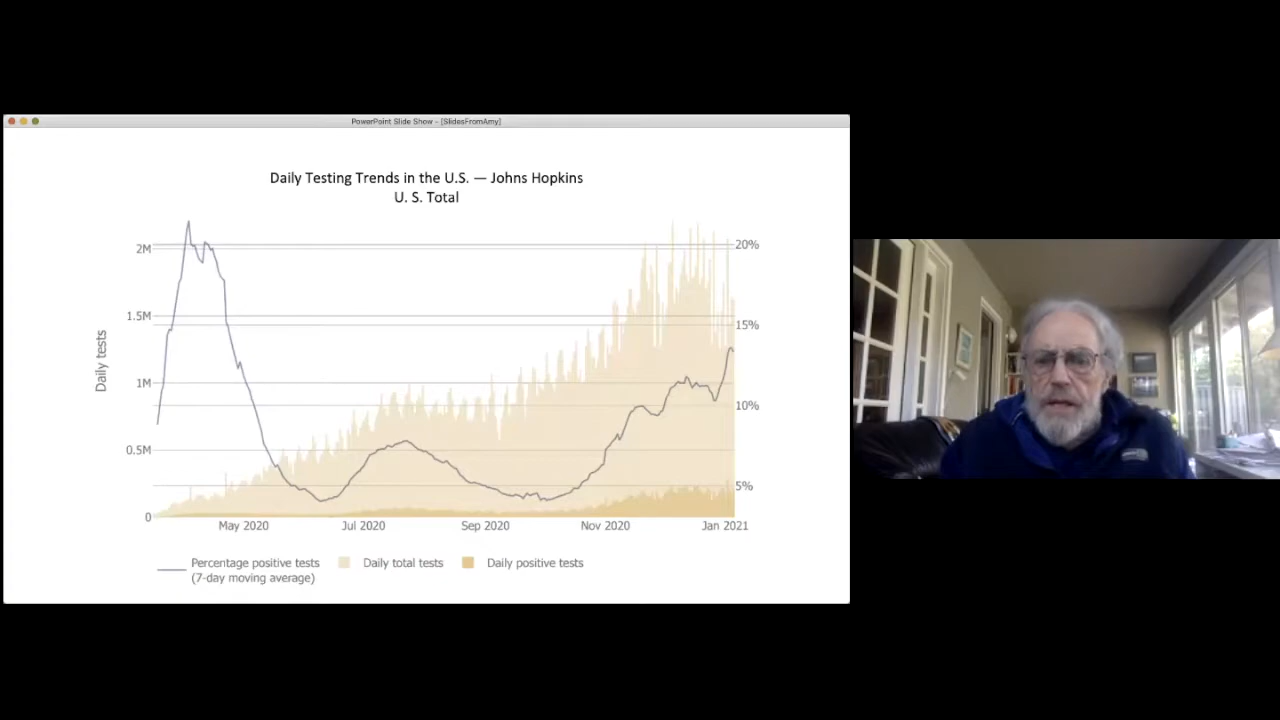 PowerPoint Slide Show - [SlidesFromAmy]
Daily Testing Trends in the U.S. — Johns Hopkins
U. S. Total
2M
1.5M
1M
0.5M
0
Daily tests
20%
15%
10%
5%
May 2020
Jul 2020
Sep 2020
Nov 2020
Jan 2021
Percentage positive tests
(7-day moving average)
Daily total tests
Daily positive tests